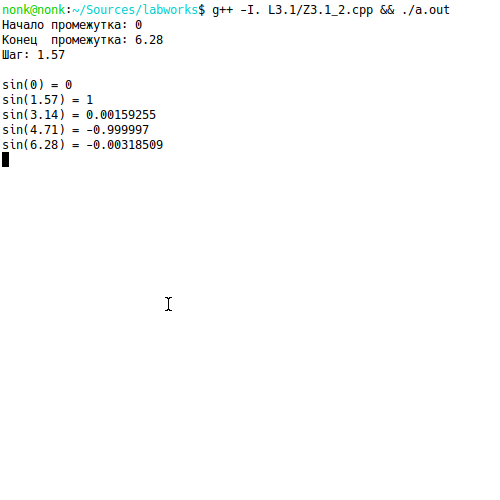 nonk@nonk:~/Sources/labworks$ g++ -I. L3.1/Z3.1_2.cpp && ./a.out
Начало промежутка: 0
Конец  промежутка: 6.28
Шаг: 1.57
sin(0) = 0
sin(1.57) = 1
sin(3.14) = 0.00159255
sin(4.71) = -0.999997
sin(6.28) = -0.00318509